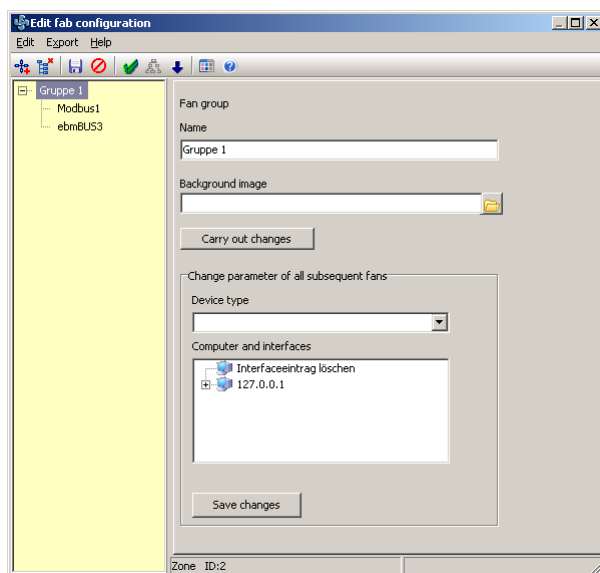 Edit fab configuration
Edit Export Help
Gruppe 1
Modbus1
ebmBUS3
Fan group
Name
Gruppe 1
Background image
Carry out changes
Change parameter of all subsequent fans
Device type
Computer and interfaces
Interfaceeintrag löschen
127.0.0.1
Save changes
Zone ID:2